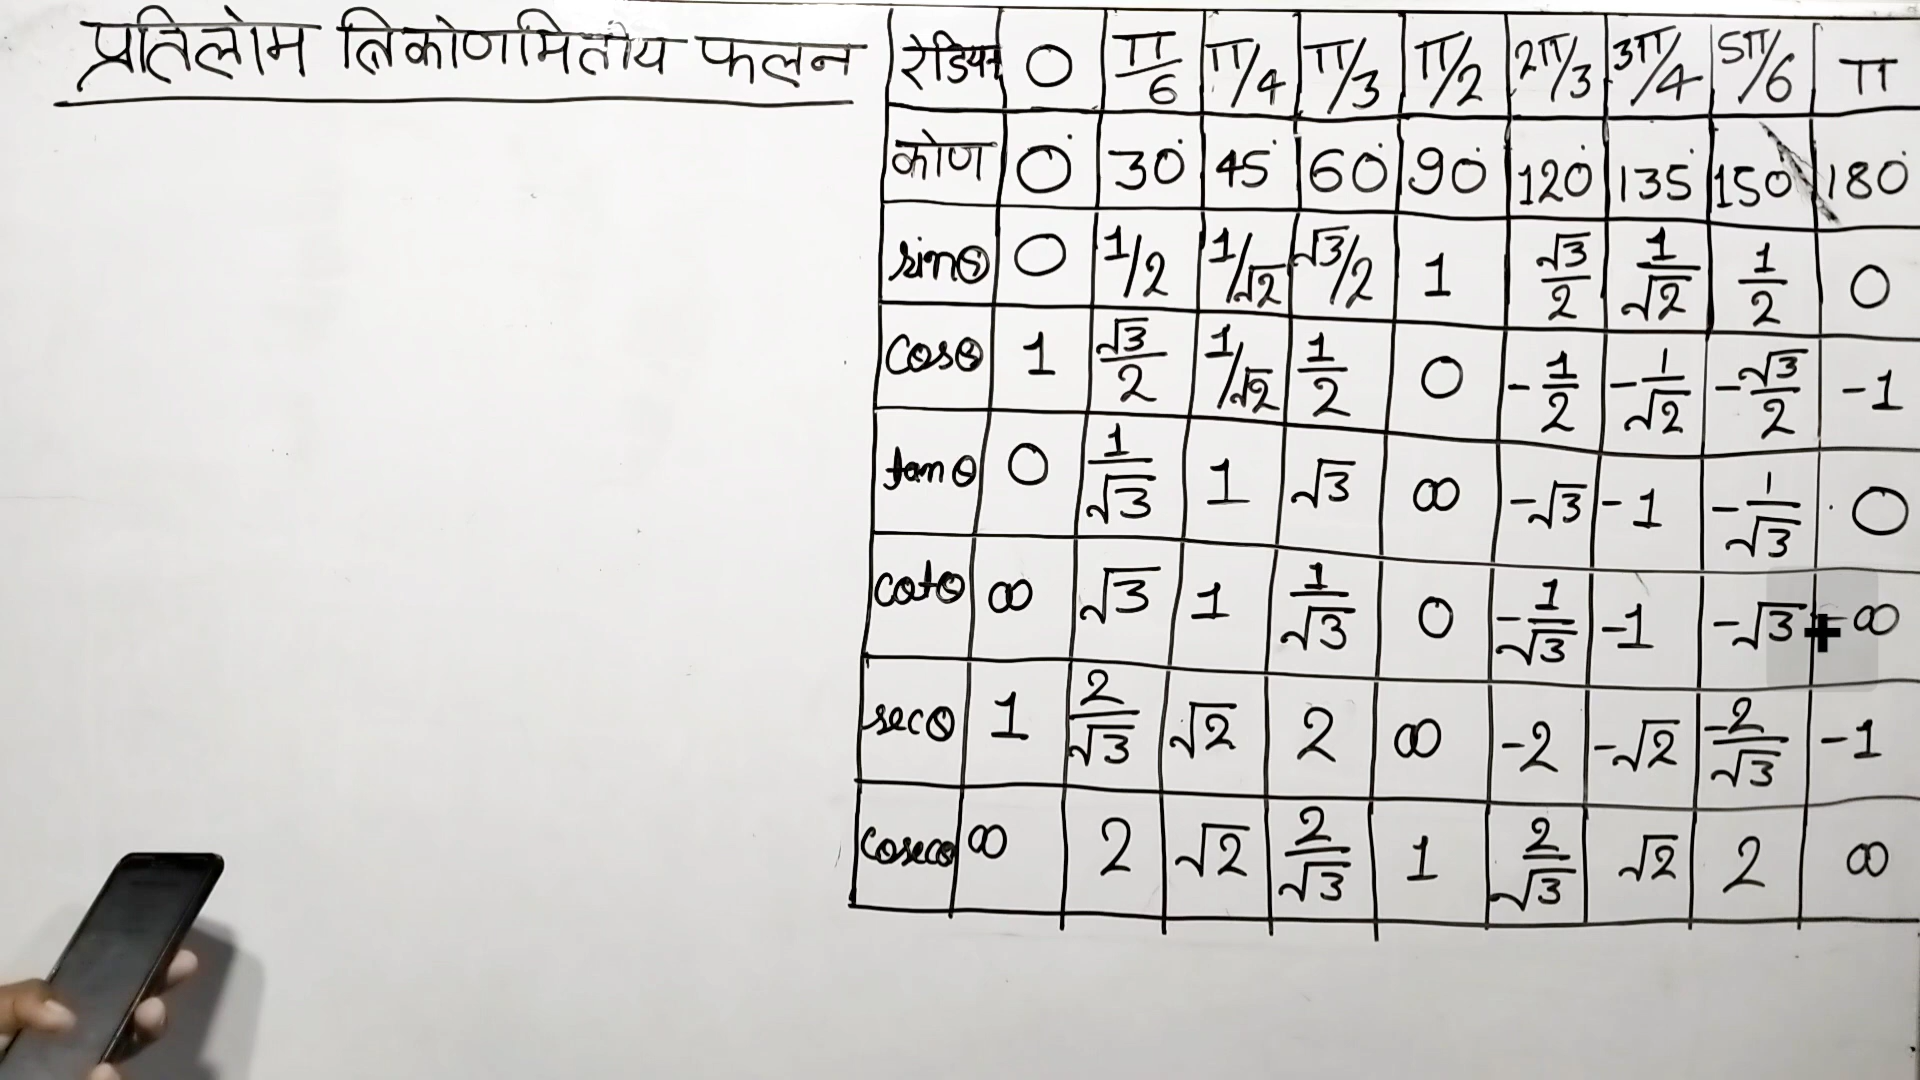 प्रतिलोम त्रिकोणमितीय फलन
रेडियन 0 π/6 π/4 π/3 π/2 2π/3 3π/4 5π/6 π
कोण 0° 30° 45° 60° 90° 120° 135° 150° 180°
sinθ 0 1/2 1/√2 √3/2 1 √3/2 1/√2 1/2 0
cosθ 1 √3/2 1/√2 1/2 0 -1/2 -1/√2 -√3/2 -1
tanθ 0 1/√3 1 √3 ∞ -√3 -1 -1/√3 0
cotθ ∞ √3 1 1/√3 0 -1/√3 -1 -√3 ∞
secθ 1 2/√3 √2 2 ∞ -2 -√2 -2/√3 -1
cosecθ ∞ 2 √2 2/√3 1 2/√3 √2 2 ∞